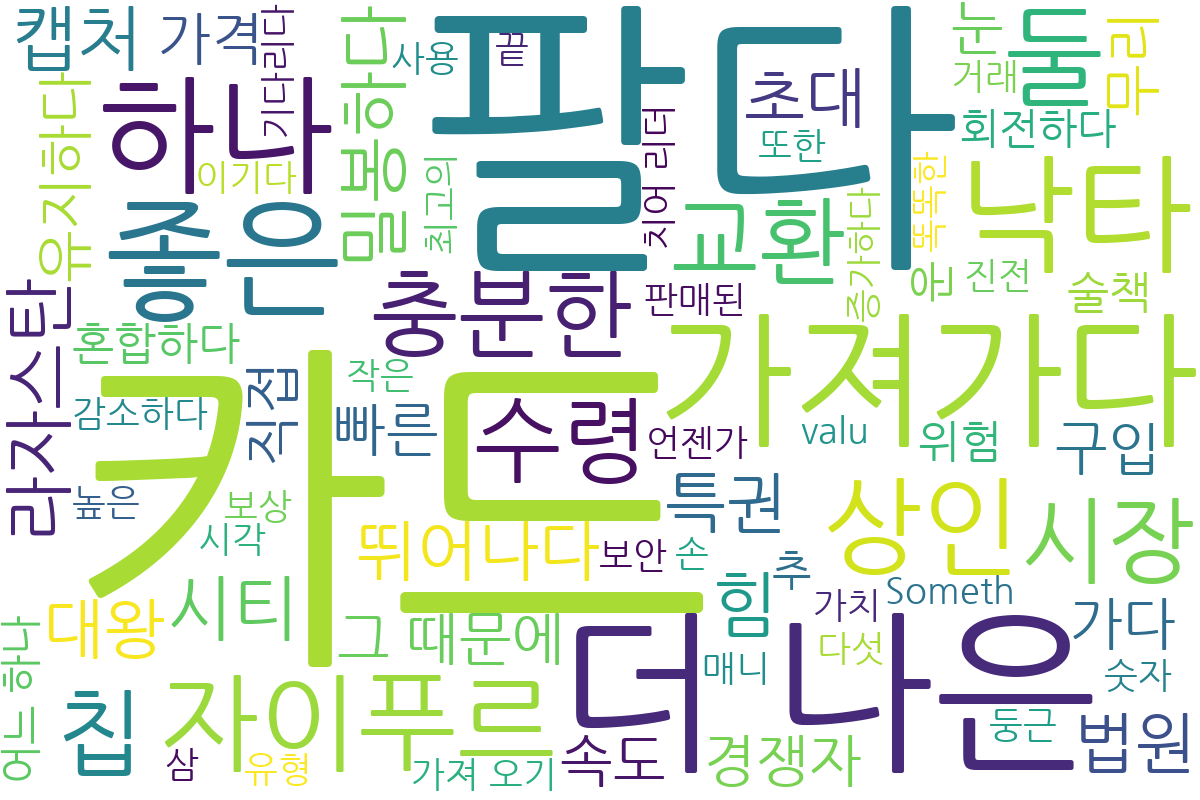 캡처
가격
기다리다
밀봉하다
사용
끝
팔다
초대
눈
거래
둘
무리
유지하다
하나
이기다
최고의
치어 리더
또한
회전하다
똑똑한
좋은
교환
증가하다
낙타
은
진전
술책
라자스탄
혼합하다
충분한
판매된
감소하다
직접
작은
카드
가져가다
빠른
수령
언젠가
valu
위험
구입
높은
보상
시각
특권
상인
시장
뛰어나다
보안
손
대왕
시티
그
때문에
힘
추
가치
Someth
가다
어느 하나
칩
자이푸르
더 나은
매니
다섯
숫자
둥근
법원
삼
유형
가져 오기
속도
경쟁자